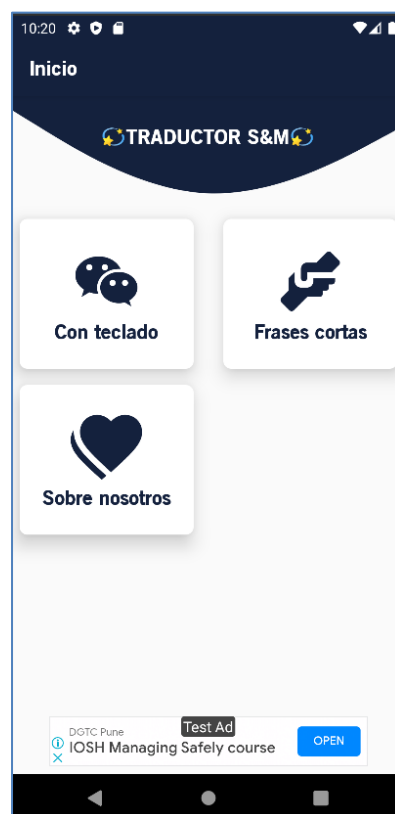 10:20
Inicio
💫TRADUCTOR S&M💫
Con teclado
Frases cortas
Sobre nosotros
Test Ad
DGTC Pune
IOSH Managing Safely course
OPEN